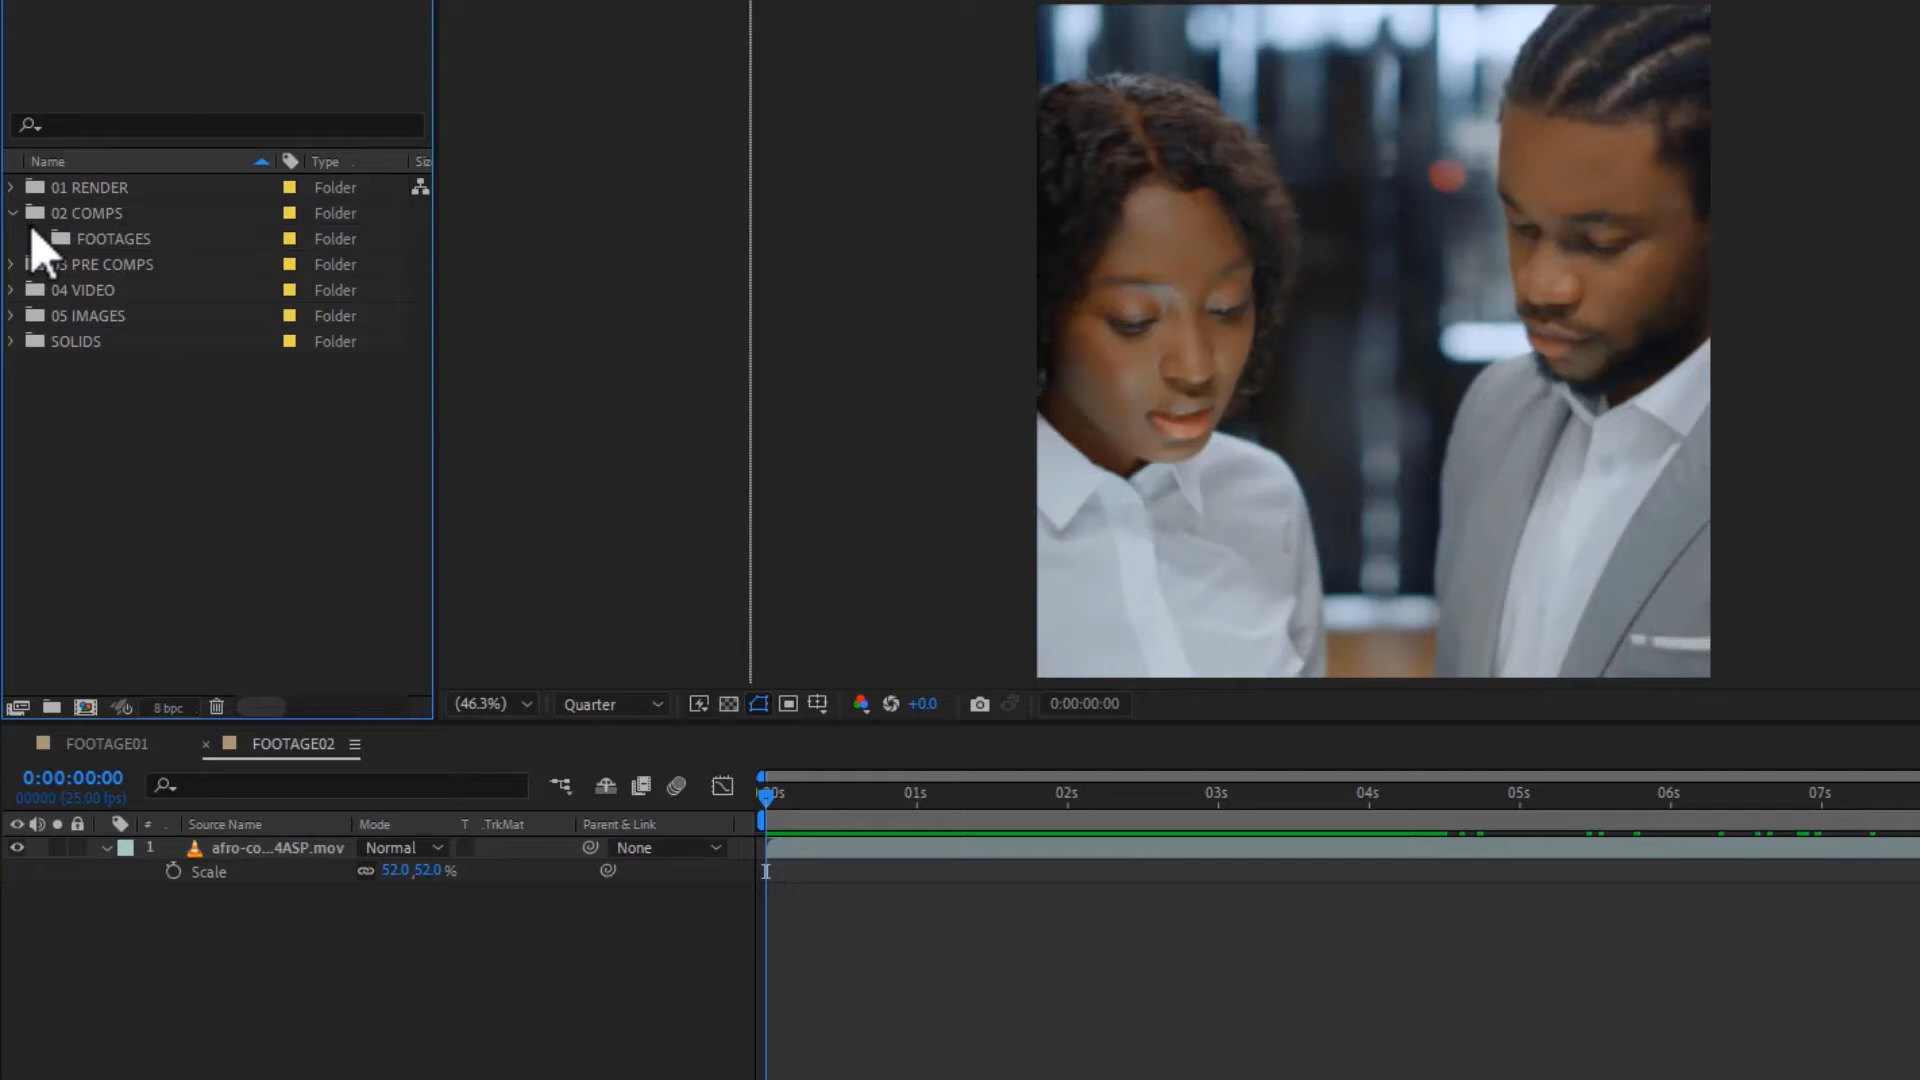 Name Type Siz
01 RENDER Folder
02 COMPS Folder
FOOTAGES Folder
03 PRE COMPS Folder
04 VIDEO Folder
05 IMAGES Folder
SOLIDS Folder
8 bpc
(46.3%) Quarter +0.0 0:00:00:00
FOOTAGE01 × FOOTAGE02
0:00:00:00
00000 (25.00 fps)
00s 01s 02s 03s 04s 05s 06s 07s
# Source Name Mode T .TrkMat Parent & Link
1 afro-co...4ASP.mov Normal None
Scale 52.0,52.0%